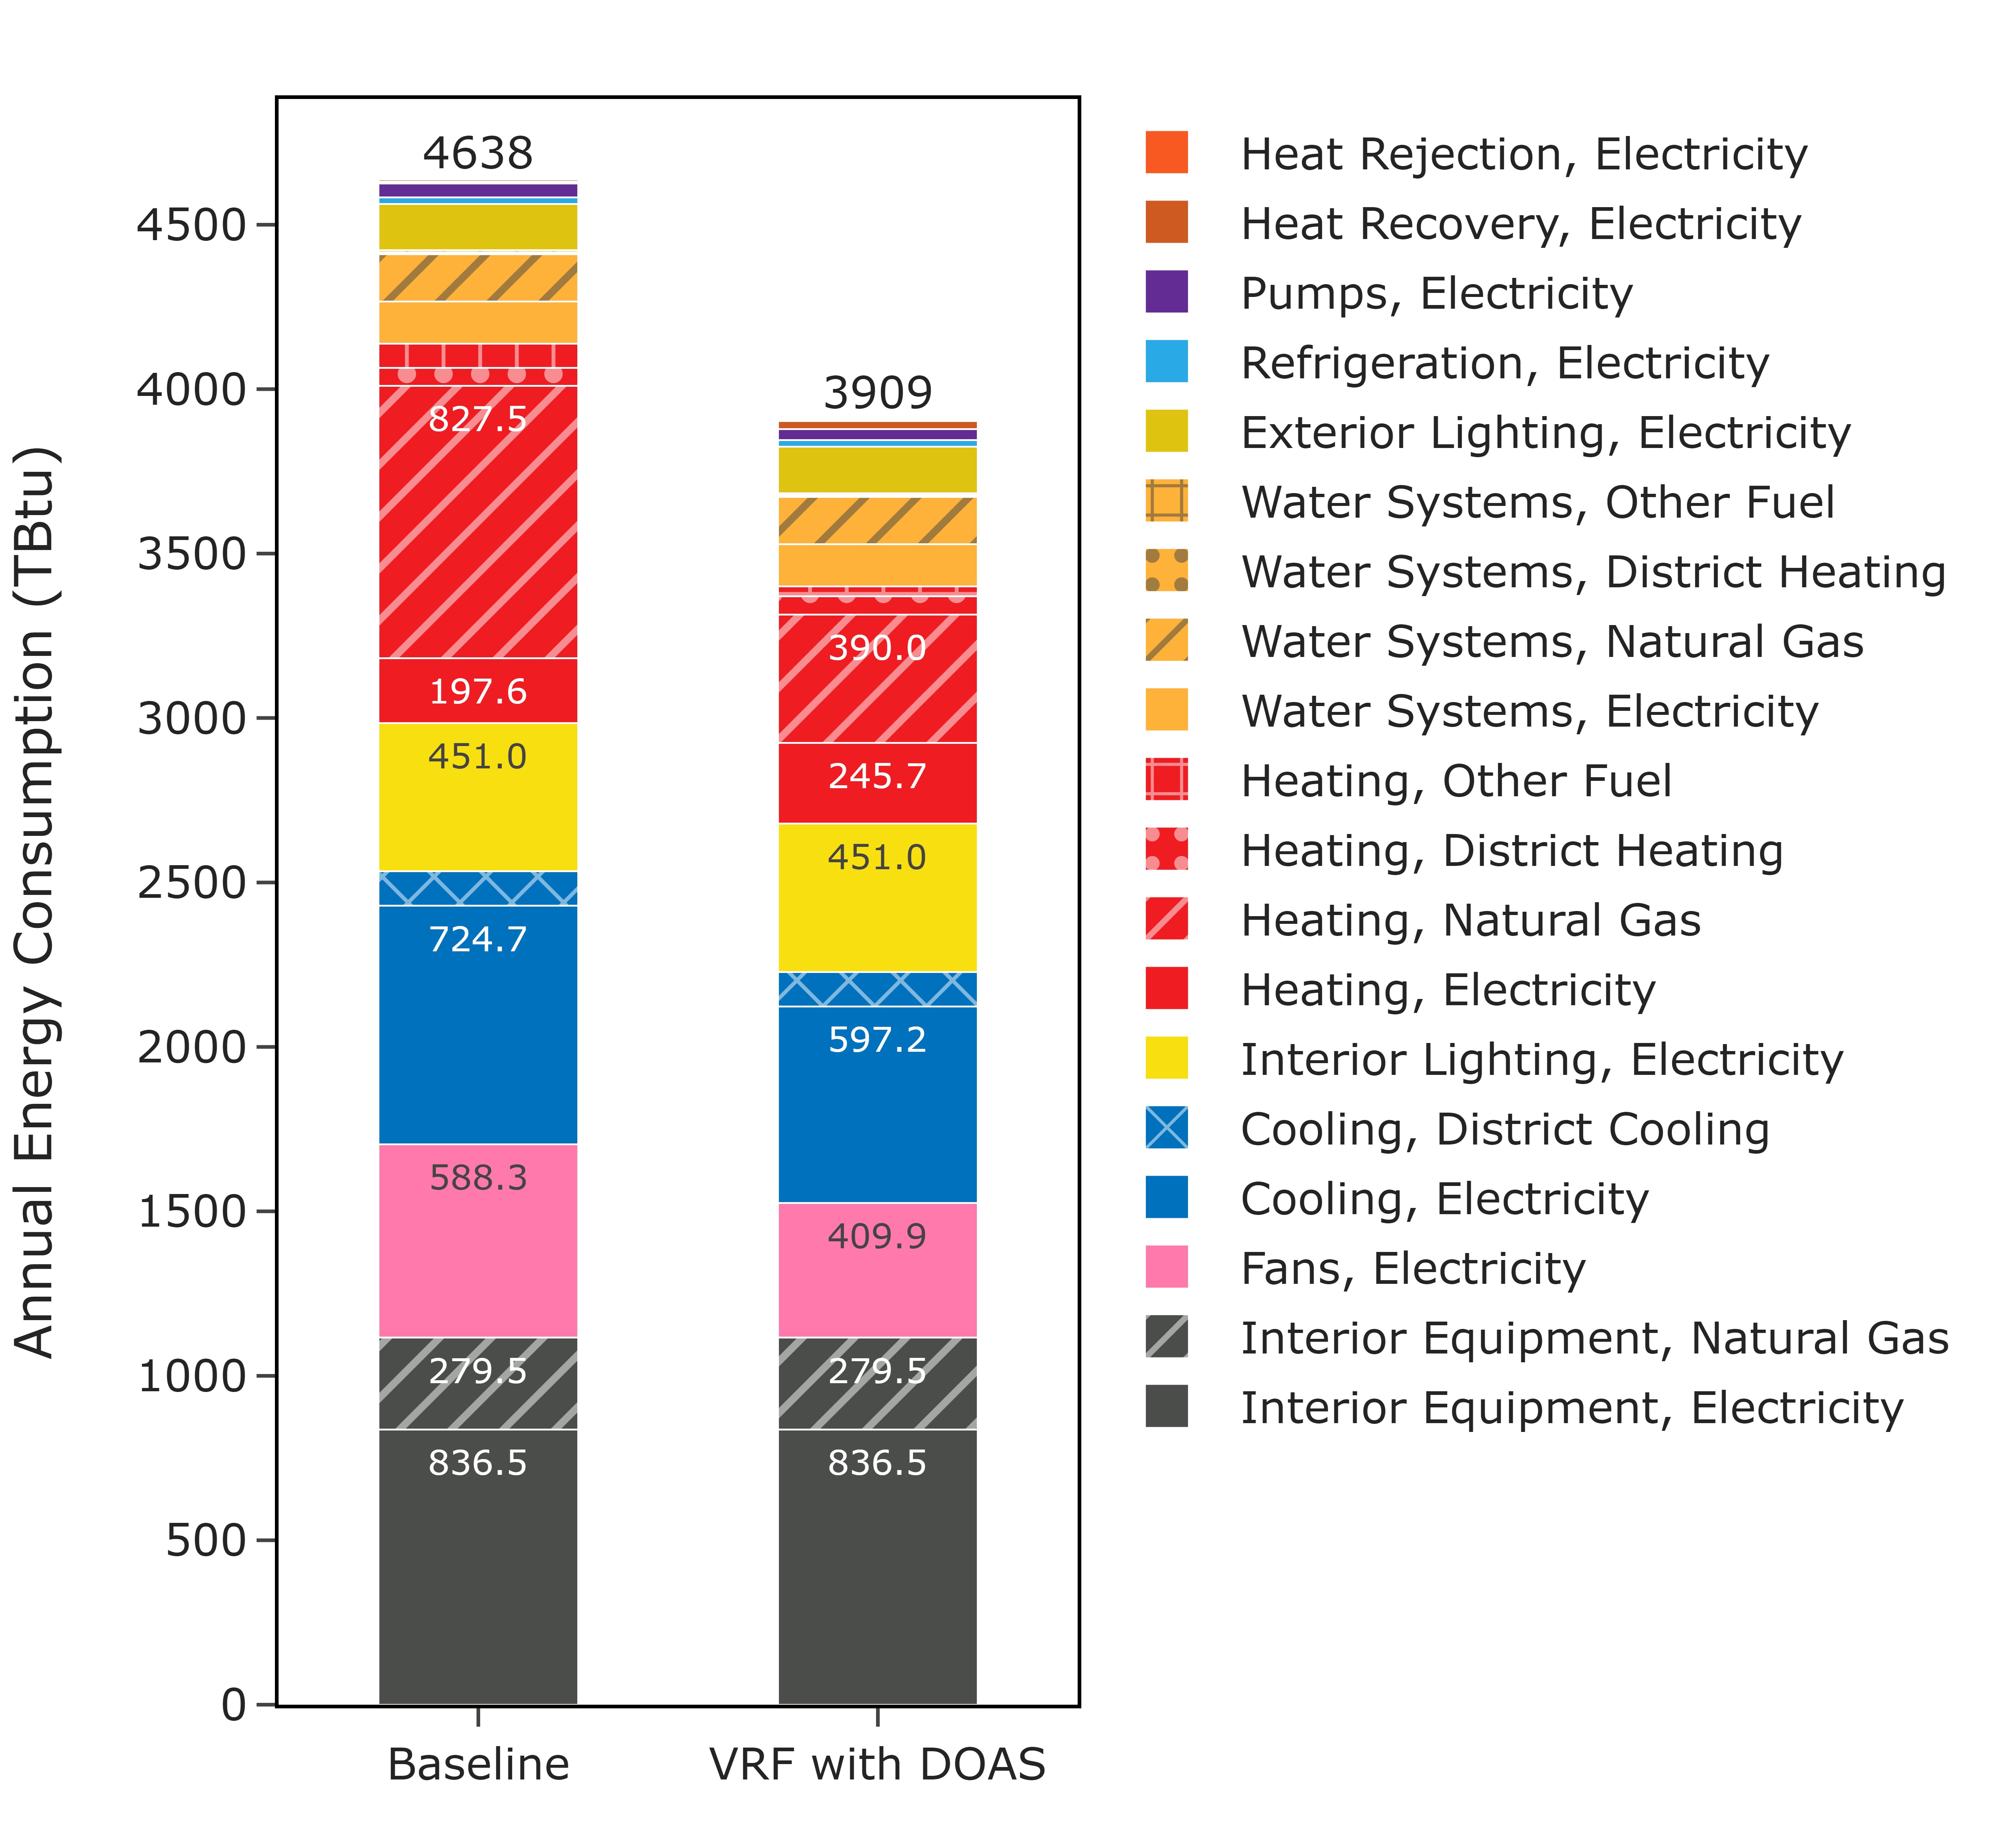 Annual Energy Consumption (TBtu)
4500
4000
3500
3000
2500
2000
1500
1000
500
0
4638
827.5
197.6
451.0
724.7
588.3
279.5
836.5
Baseline
3909
390.0
245.7
451.0
597.2
409.9
279.5
836.5
VRF with DOAS
Heat Rejection, Electricity
Heat Recovery, Electricity
Pumps, Electricity
Refrigeration, Electricity
Exterior Lighting, Electricity
Water Systems, Other Fuel
Water Systems, District Heating
Water Systems, Natural Gas
Water Systems, Electricity
Heating, Other Fuel
Heating, District Heating
Heating, Natural Gas
Heating, Electricity
Interior Lighting, Electricity
Cooling, District Cooling
Cooling, Electricity
Fans, Electricity
Interior Equipment, Natural Gas
Interior Equipment, Electricity